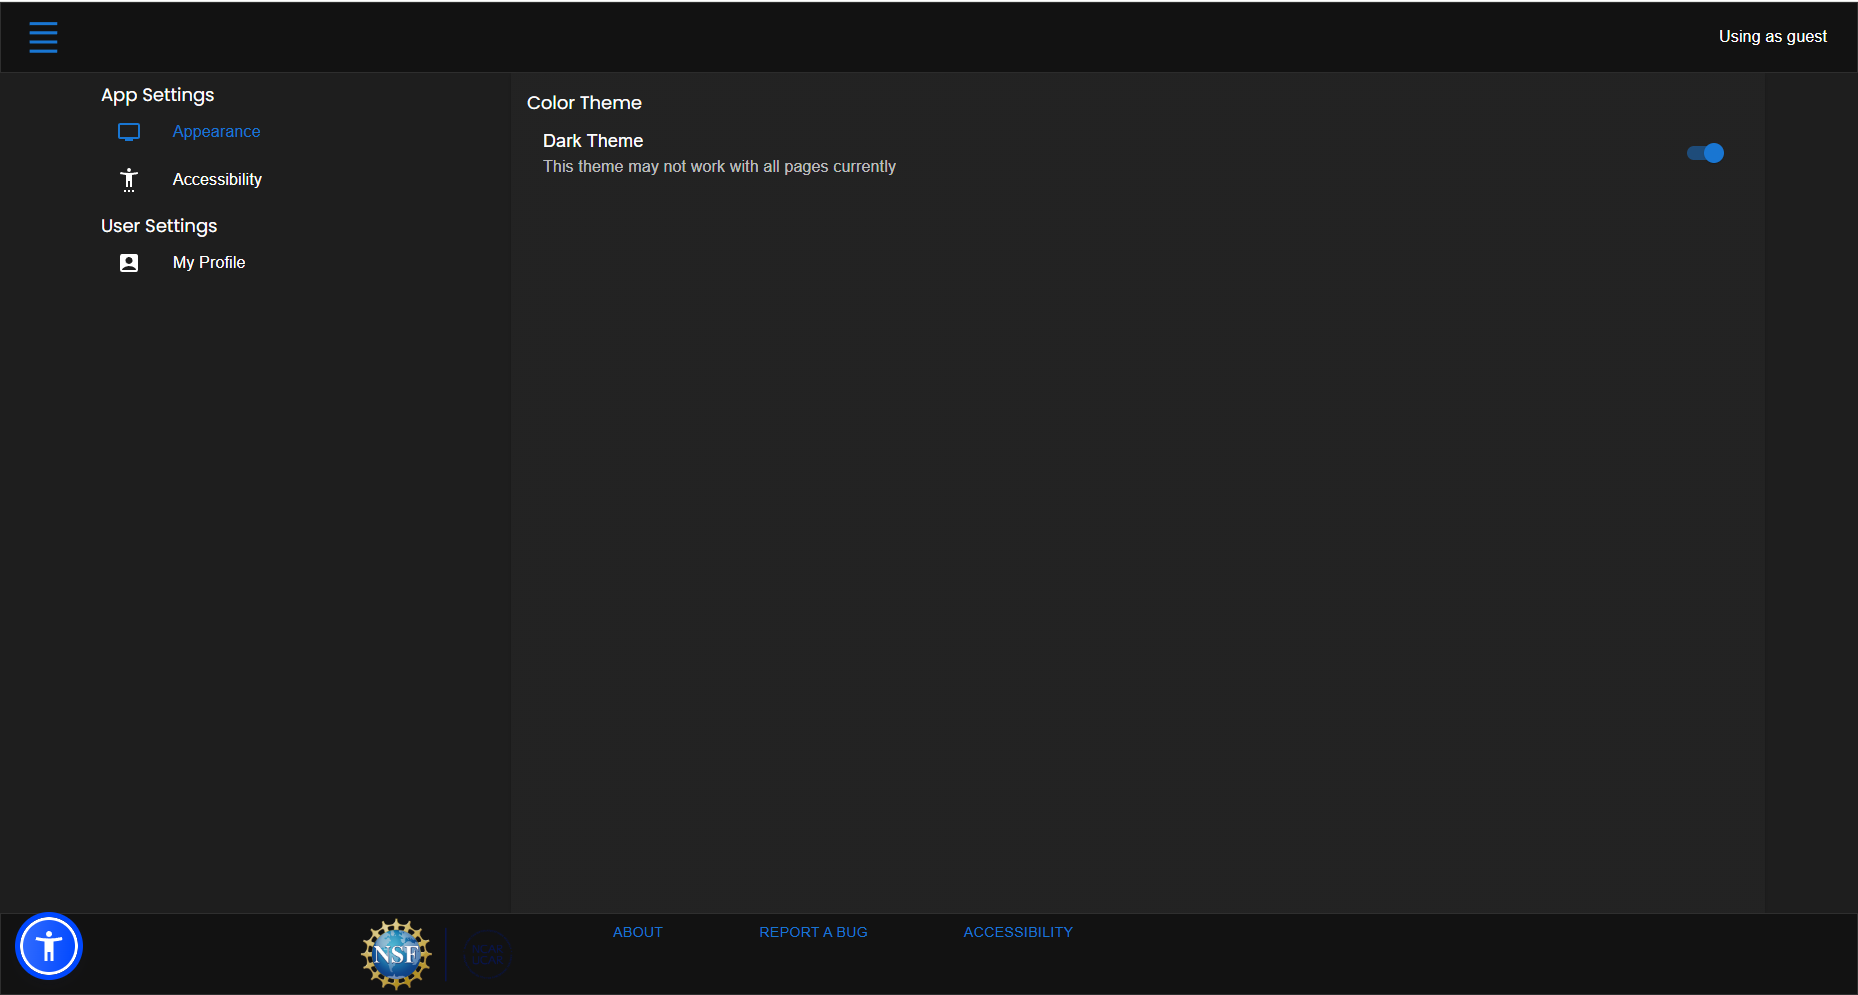 Using as guest
App Settings
Appearance
Accessibility
User Settings
My Profile
Color Theme
Dark Theme
This theme may not work with all pages currently
NSF
ABOUT
REPORT A BUG
ACCESSIBILITY